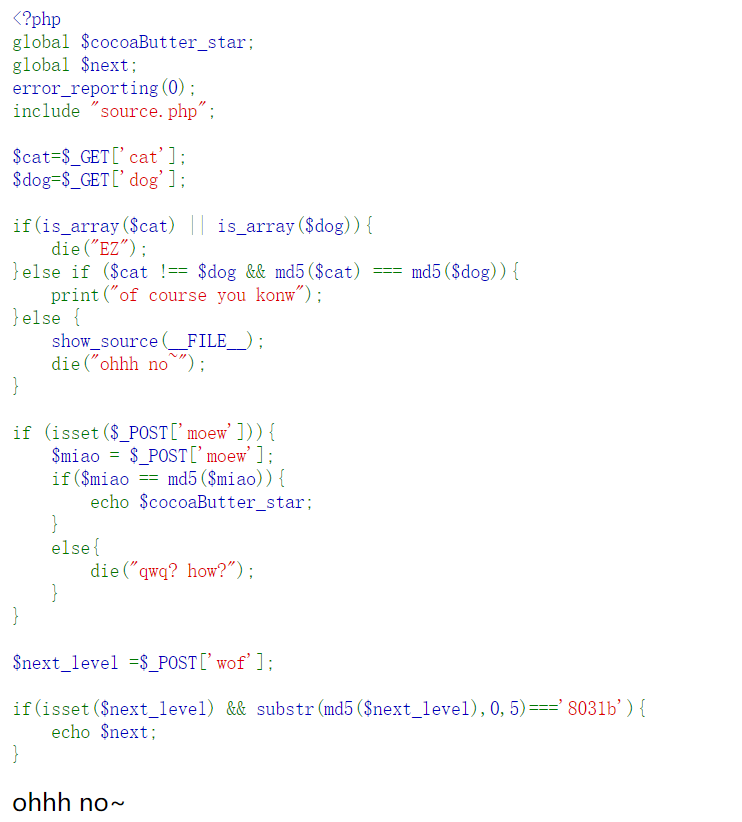 <?php
global $cocoaButter_star;
global $next;
error_reporting(0);
include "source.php";

$cat=$_GET['cat'];
$dog=$_GET['dog'];

if(is_array($cat) || is_array($dog)){
    die("EZ");
}else if ($cat !== $dog && md5($cat) === md5($dog)){
    print("of course you konw");
}else {
    show_source(__FILE__);
    die("ohhh no~");
}

if (isset($_POST['moew'])){
    $miao = $_POST['moew'];
    if($miao == md5($miao)){
        echo $cocoaButter_star;
    }
    else{
        die("qwq? how?");
    }
}

$next_level =$_POST['wof'];

if(isset($next_level) && substr(md5($next_level),0,5)==='8031b'){
    echo $next;
}

ohhh no~